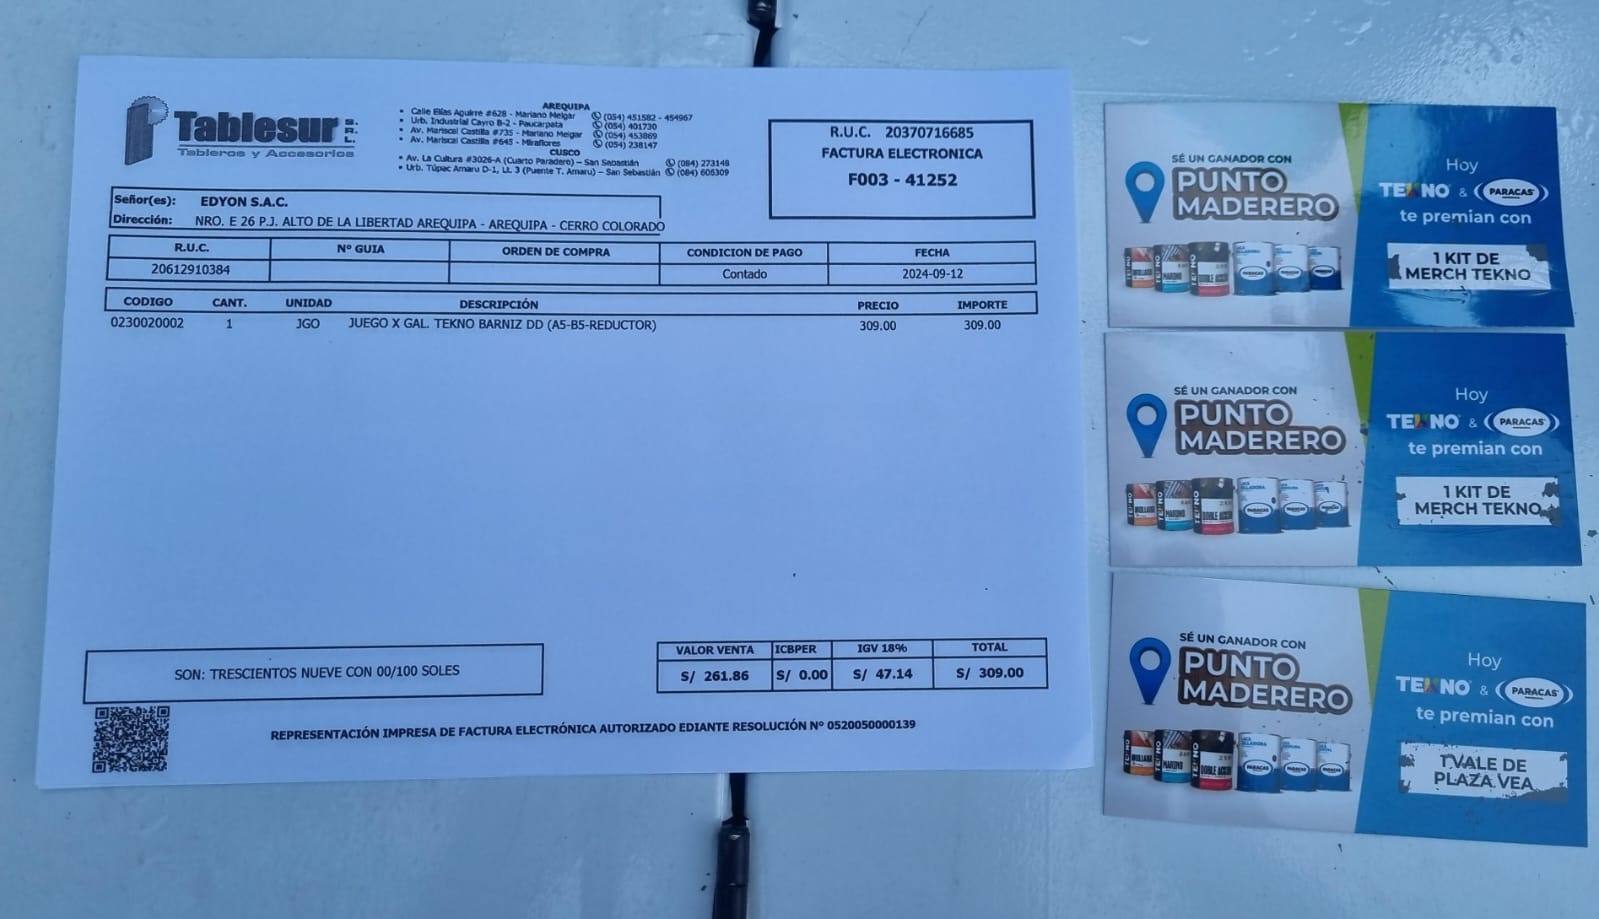 Tablesur S.R.L.
Tableros y Accesorios
AREQUIPA
Calle Elías Aguirre #628 - Mariano Melgar (054) 451582 - 454967
Urb. Industrial Cayro B-2 - Paucarpata (054) 401730
Av. Mariscal Castilla #735 - Mariano Melgar (054) 453869
Av. Mariscal Castilla #645 - Miraflores (054) 238147
CUSCO
Av. La Cultura #3026-A (Cuarto Paradero) – San Sebastián (084) 273148
Urb. Túpac Amaru D-1, Lt. 3 (Puente T. Amaru) – San Sebastián (084) 605309
R.U.C. 20370716685
FACTURA ELECTRONICA
F003 - 41252
Señor(es): EDYON S.A.C.
Dirección: NRO. E 26 P.J. ALTO DE LA LIBERTAD AREQUIPA - AREQUIPA - CERRO COLORADO
R.U.C. Nº GUIA ORDEN DE COMPRA CONDICION DE PAGO FECHA
20612910384 Contado 2024-09-12
CODIGO CANT. UNIDAD DESCRIPCIÓN PRECIO IMPORTE
0230020002 1 JGO JUEGO X GAL. TEKNO BARNIZ DD (A5-B5-REDUCTOR) 309.00 309.00
SON: TRESCIENTOS NUEVE CON 00/100 SOLES
VALOR VENTA ICBPER IGV 18% TOTAL
S/ 261.86 S/ 0.00 S/ 47.14 S/ 309.00
REPRESENTACIÓN IMPRESA DE FACTURA ELECTRÓNICA AUTORIZADO EDIANTE RESOLUCIÓN Nº 0520050000139
SÉ UN GANADOR CON
PUNTO
MADERERO
Hoy
TEKNO & PARACAS
te premian con
1 KIT DE
MERCH TEKNO
SÉ UN GANADOR CON
PUNTO
MADERERO
Hoy
TEKNO & PARACAS
te premian con
1 KIT DE
MERCH TEKNO
SÉ UN GANADOR CON
PUNTO
MADERERO
Hoy
TEKNO & PARACAS
te premian con
1 VALE DE
PLAZA VEA